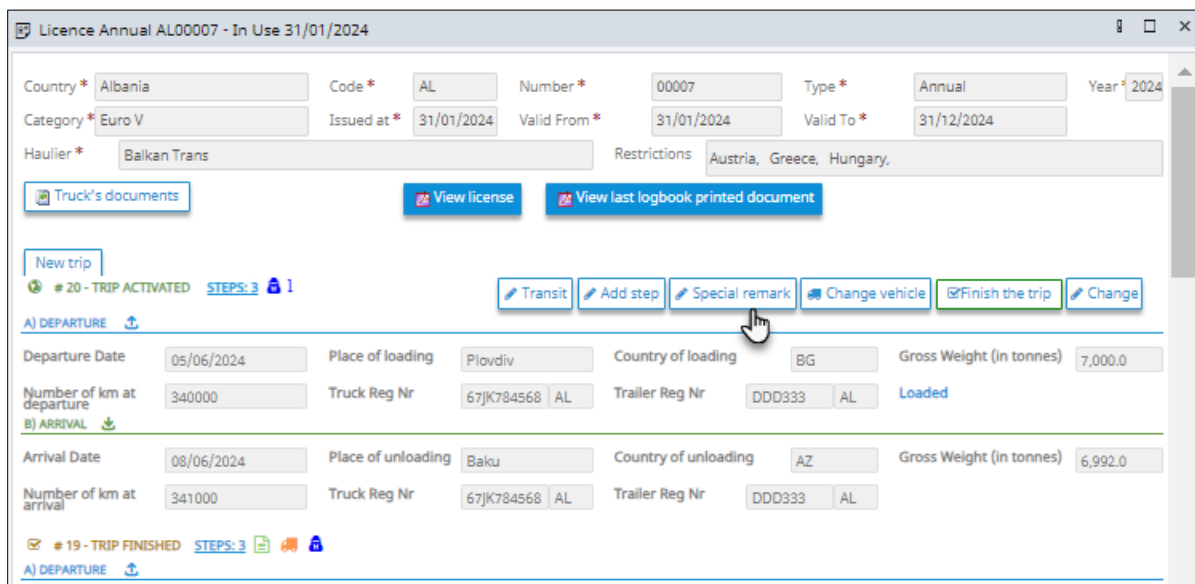 Licence Annual AL00007 - In Use 31/01/2024
Country * Albania Code * AL Number * 00007 Type * Annual Year * 2024
Category * Euro V Issued at * 31/01/2024 Valid From * 31/01/2024 Valid To * 31/12/2024
Haulier * Balkan Trans Restrictions Austria, Greece, Hungary,
Truck's documents View license View last logbook printed document
New trip
# 20 - TRIP ACTIVATED STEPS: 3 1 Transit Add step Special remark Change vehicle Finish the trip Change
A) DEPARTURE
Departure Date 05/06/2024 Place of loading Plovdiv Country of loading BG Gross Weight (in tonnes) 7,000.0
Number of km at departure 340000 Truck Reg Nr 67JK784568 AL Trailer Reg Nr DDD333 AL Loaded
B) ARRIVAL
Arrival Date 08/06/2024 Place of unloading Baku Country of unloading AZ Gross Weight (in tonnes) 6,992.0
Number of km at arrival 341000 Truck Reg Nr 67JK784568 AL Trailer Reg Nr DDD333 AL
# 19 - TRIP FINISHED STEPS: 3
A) DEPARTURE